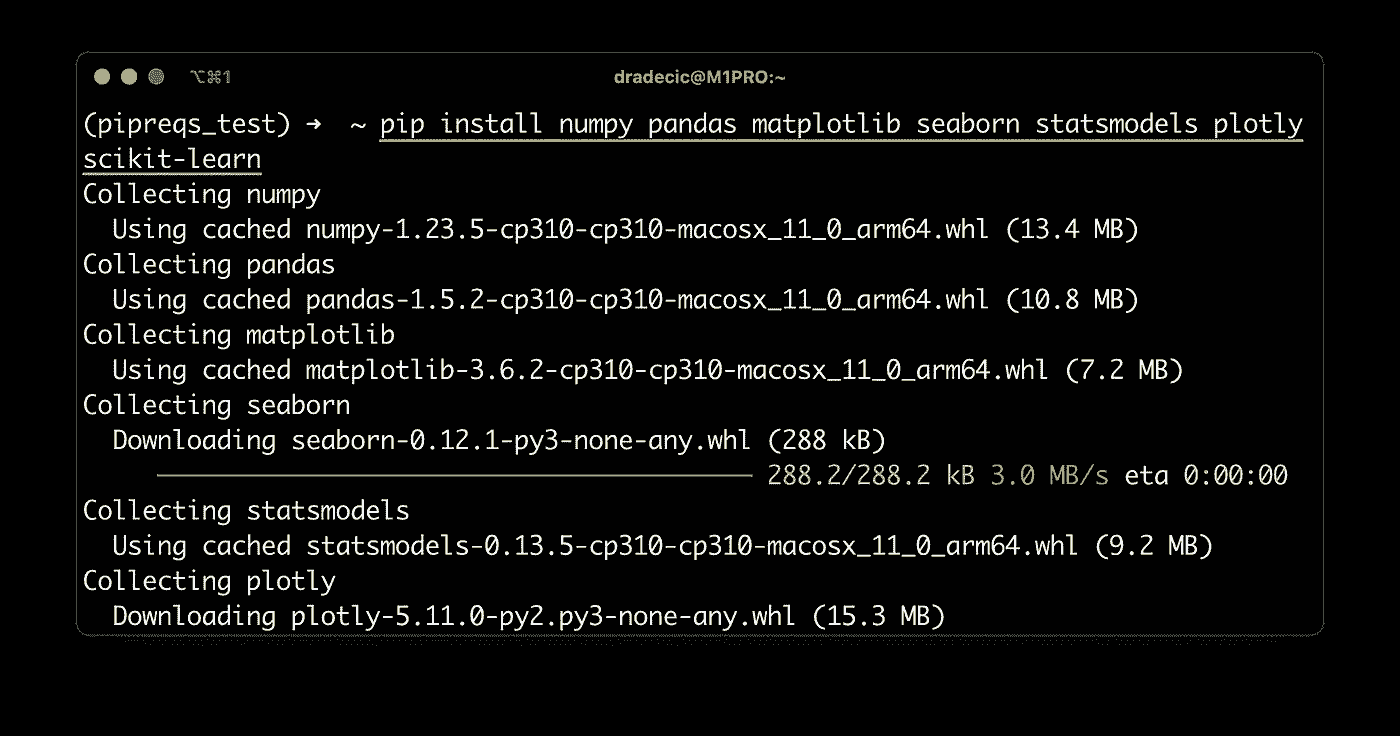 ⌥⌘1
dradecic@M1PRO:~
(pipreqs_test) → ~ pip install numpy pandas matplotlib seaborn statsmodels plotly
scikit-learn
Collecting numpy
  Using cached numpy-1.23.5-cp310-cp310-macosx_11_0_arm64.whl (13.4 MB)
Collecting pandas
  Using cached pandas-1.5.2-cp310-cp310-macosx_11_0_arm64.whl (10.8 MB)
Collecting matplotlib
  Using cached matplotlib-3.6.2-cp310-cp310-macosx_11_0_arm64.whl (7.2 MB)
Collecting seaborn
  Downloading seaborn-0.12.1-py3-none-any.whl (288 kB)
     ━━━━━━━━━━━━━━━━━━━━━━━━━━━━━━━━━━━━━━━━ 288.2/288.2 kB 3.0 MB/s eta 0:00:00
Collecting statsmodels
  Using cached statsmodels-0.13.5-cp310-cp310-macosx_11_0_arm64.whl (9.2 MB)
Collecting plotly
  Downloading plotly-5.11.0-py2.py3-none-any.whl (15.3 MB)